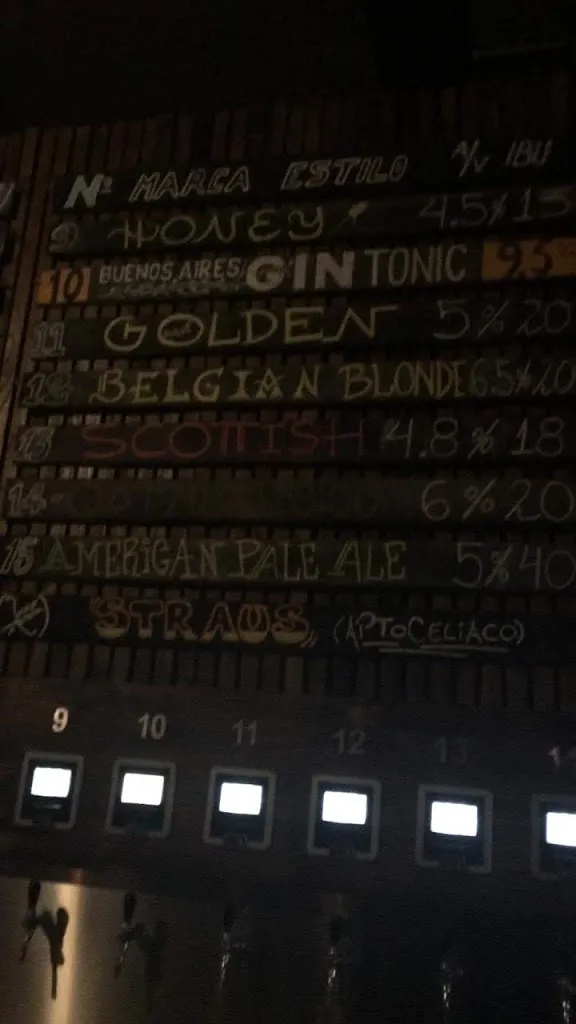 Nº MARCA ESTILO A/V IBU
9 HONEY 4.5% 15
10 BUENOS AIRES GIN TONIC 9.5%
11 GOLDEN 5% 20
12 BELGIAN BLONDE 6.5% 20
13 SCOTTISH 4.8% 18
14 6% 20
15 AMERICAN PALE ALE 5% 40
STRAUS (APTO CELIACO)
9 10 11 12 13 14